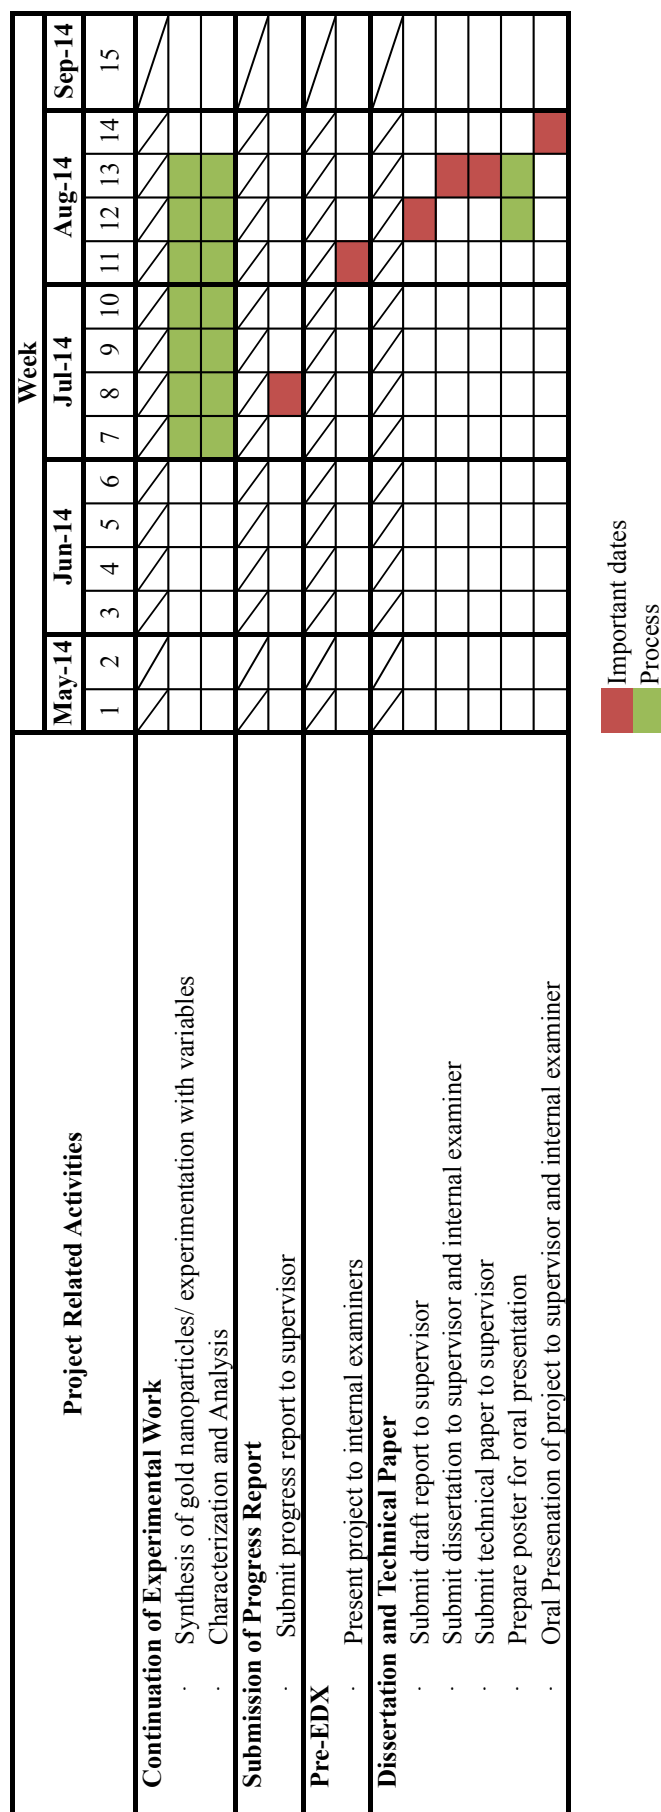 Project Related Activities
Week
May-14 Jun-14 Jul-14 Aug-14 Sep-14
1 2 3 4 5 6 7 8 9 10 11 12 13 14 15
Continuation of Experimental Work
· Synthesis of gold nanoparticles/ experimentation with variables
· Characterization and Analysis
Submission of Progress Report
· Submit progress report to supervisor
Pre-EDX
· Present project to internal examiners
Dissertation and Technical Paper
· Submit draft report to supervisor
· Submit dissertation to supervisor and internal examiner
· Submit technical paper to supervisor
· Prepare poster for oral presentation
· Oral Presenation of project to supervisor and internal examiner
Important dates
Process